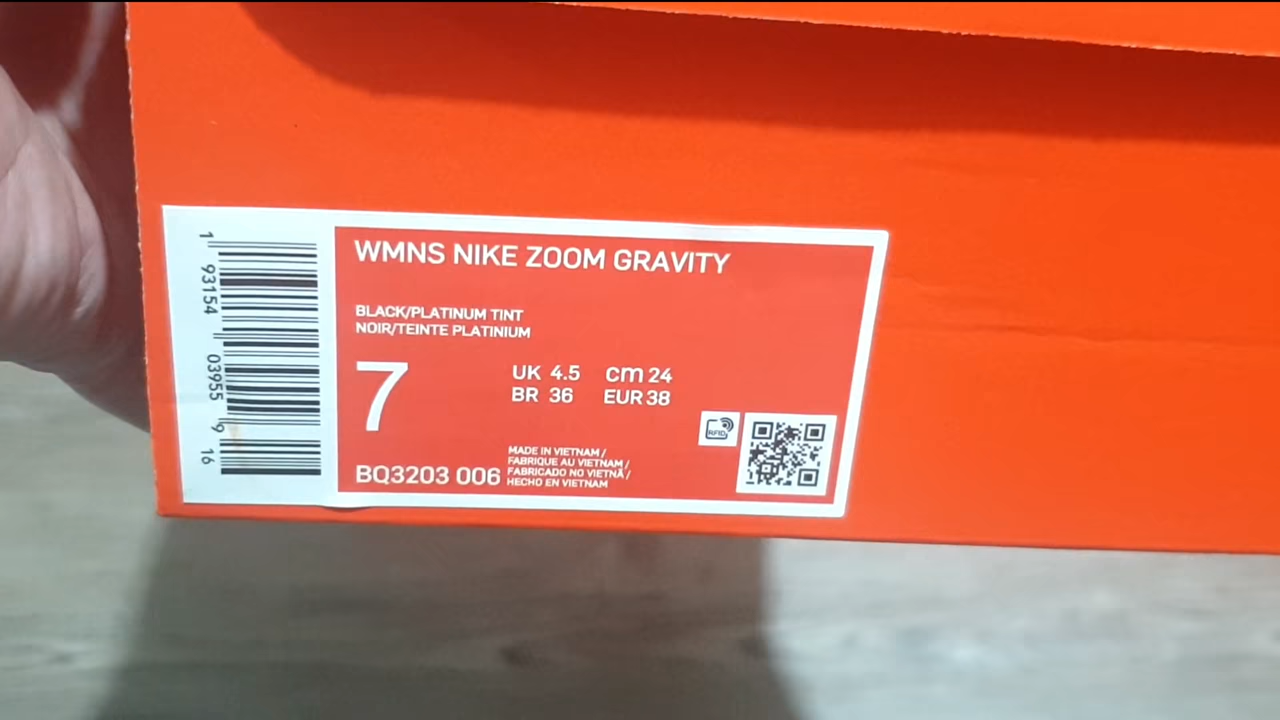 WMNS NIKE ZOOM GRAVITY
BLACK/PLATINUM TINT
NOIR/TEINTE PLATINIUM
7
UK 4.5 cm 24
BR 36 EUR 38
BQ3203 006
MADE IN VIETNAM /
FABRIQUE AU VIETNAM /
FABRICADO NO VIETNÃ /
HECHO EN VIETNAM
RFID
1 93154 03955 9 16